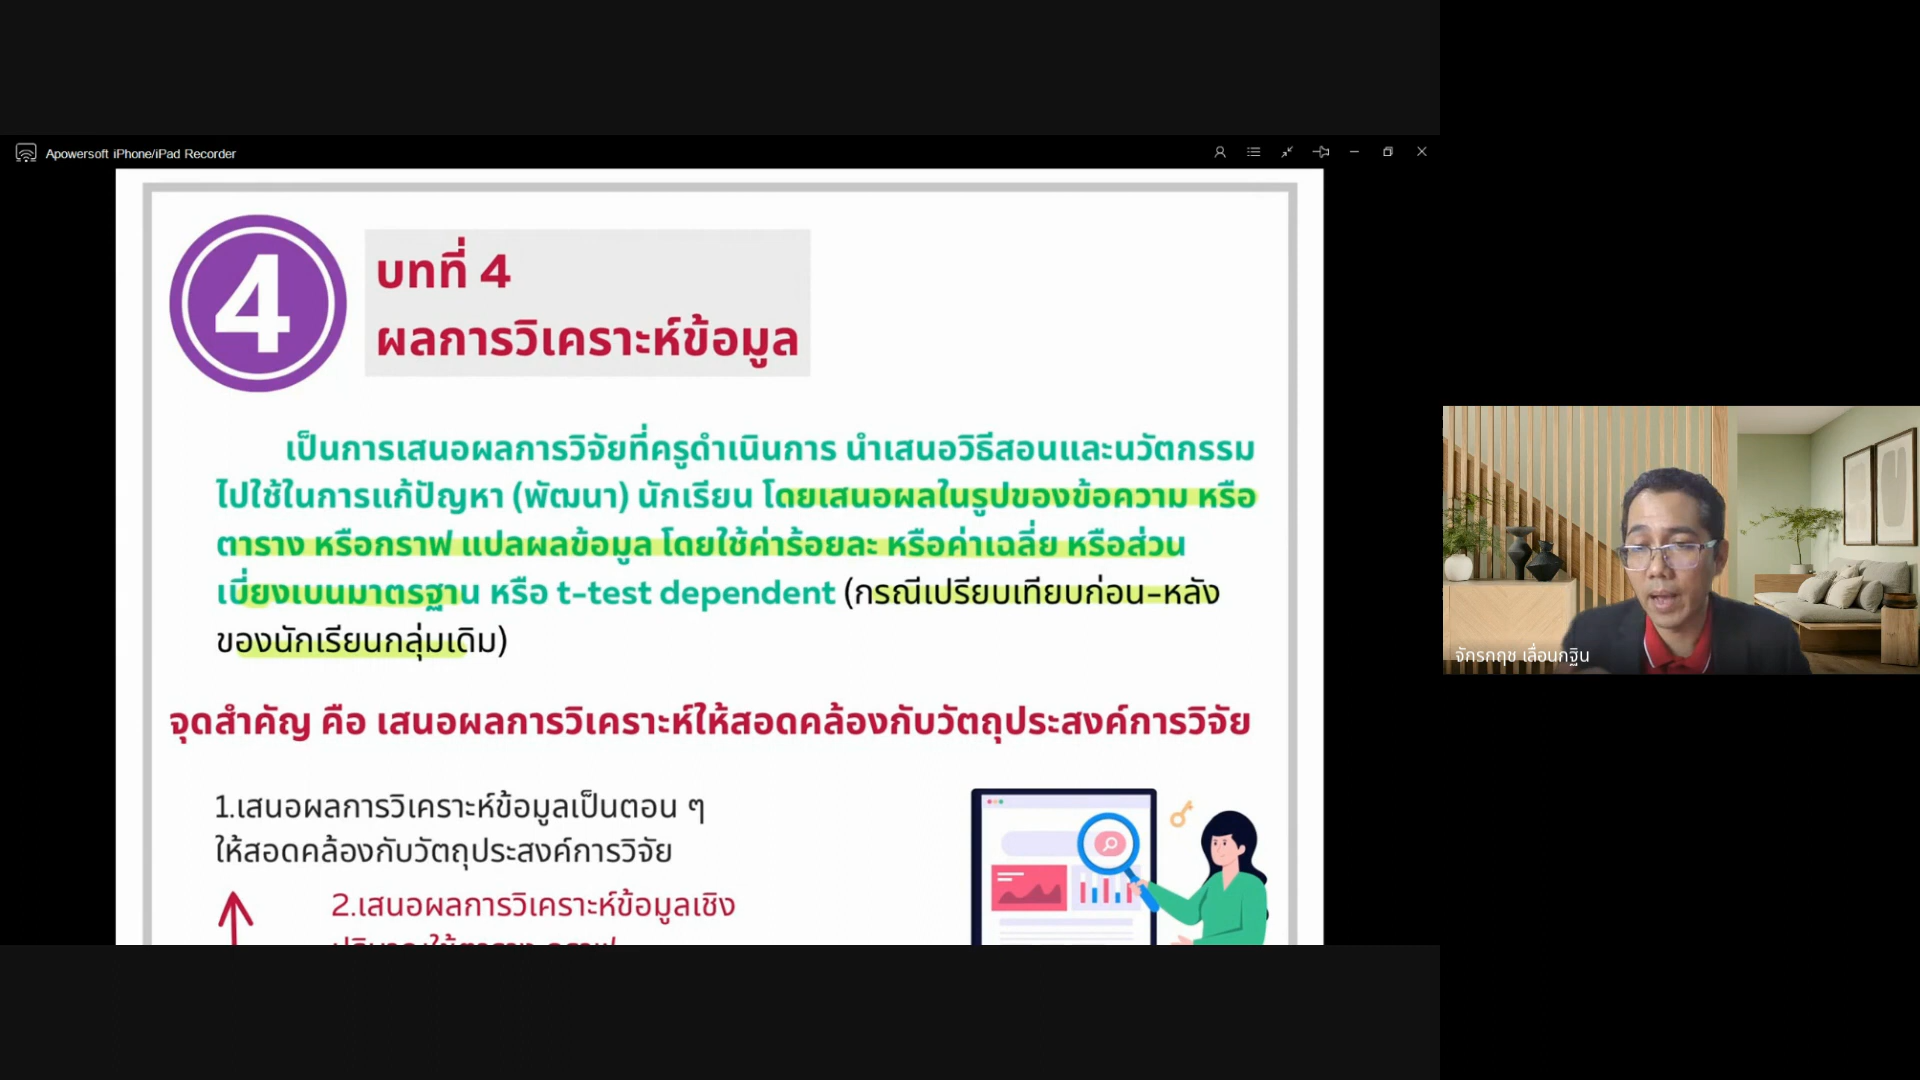 Apowersoft iPhone/iPad Recorder
4
บทที่ 4
ผลการวิเคราะห์ข้อมูล
เป็นการเสนอผลการวิจัยที่ครูดำเนินการ นำเสนอวิธีสอนและนวัตกรรม
ไปใช้ในการแก้ปัญหา (พัฒนา) นักเรียน โดยเสนอผลในรูปของข้อความ หรือ
ตาราง หรือกราฟ แปลผลข้อมูล โดยใช้ค่าร้อยละ หรือค่าเฉลี่ย หรือส่วน
เบี่ยงเบนมาตรฐาน หรือ t-test dependent (กรณีเปรียบเทียบก่อน-หลัง
ของนักเรียนกลุ่มเดิม)
จุดสำคัญ คือ เสนอผลการวิเคราะห์ให้สอดคล้องกับวัตถุประสงค์การวิจัย
1.เสนอผลการวิเคราะห์ข้อมูลเป็นตอน ๆ
ให้สอดคล้องกับวัตถุประสงค์การวิจัย
2.เสนอผลการวิเคราะห์ข้อมูลเชิง
จักรกฤช เลื่อนกฐิน